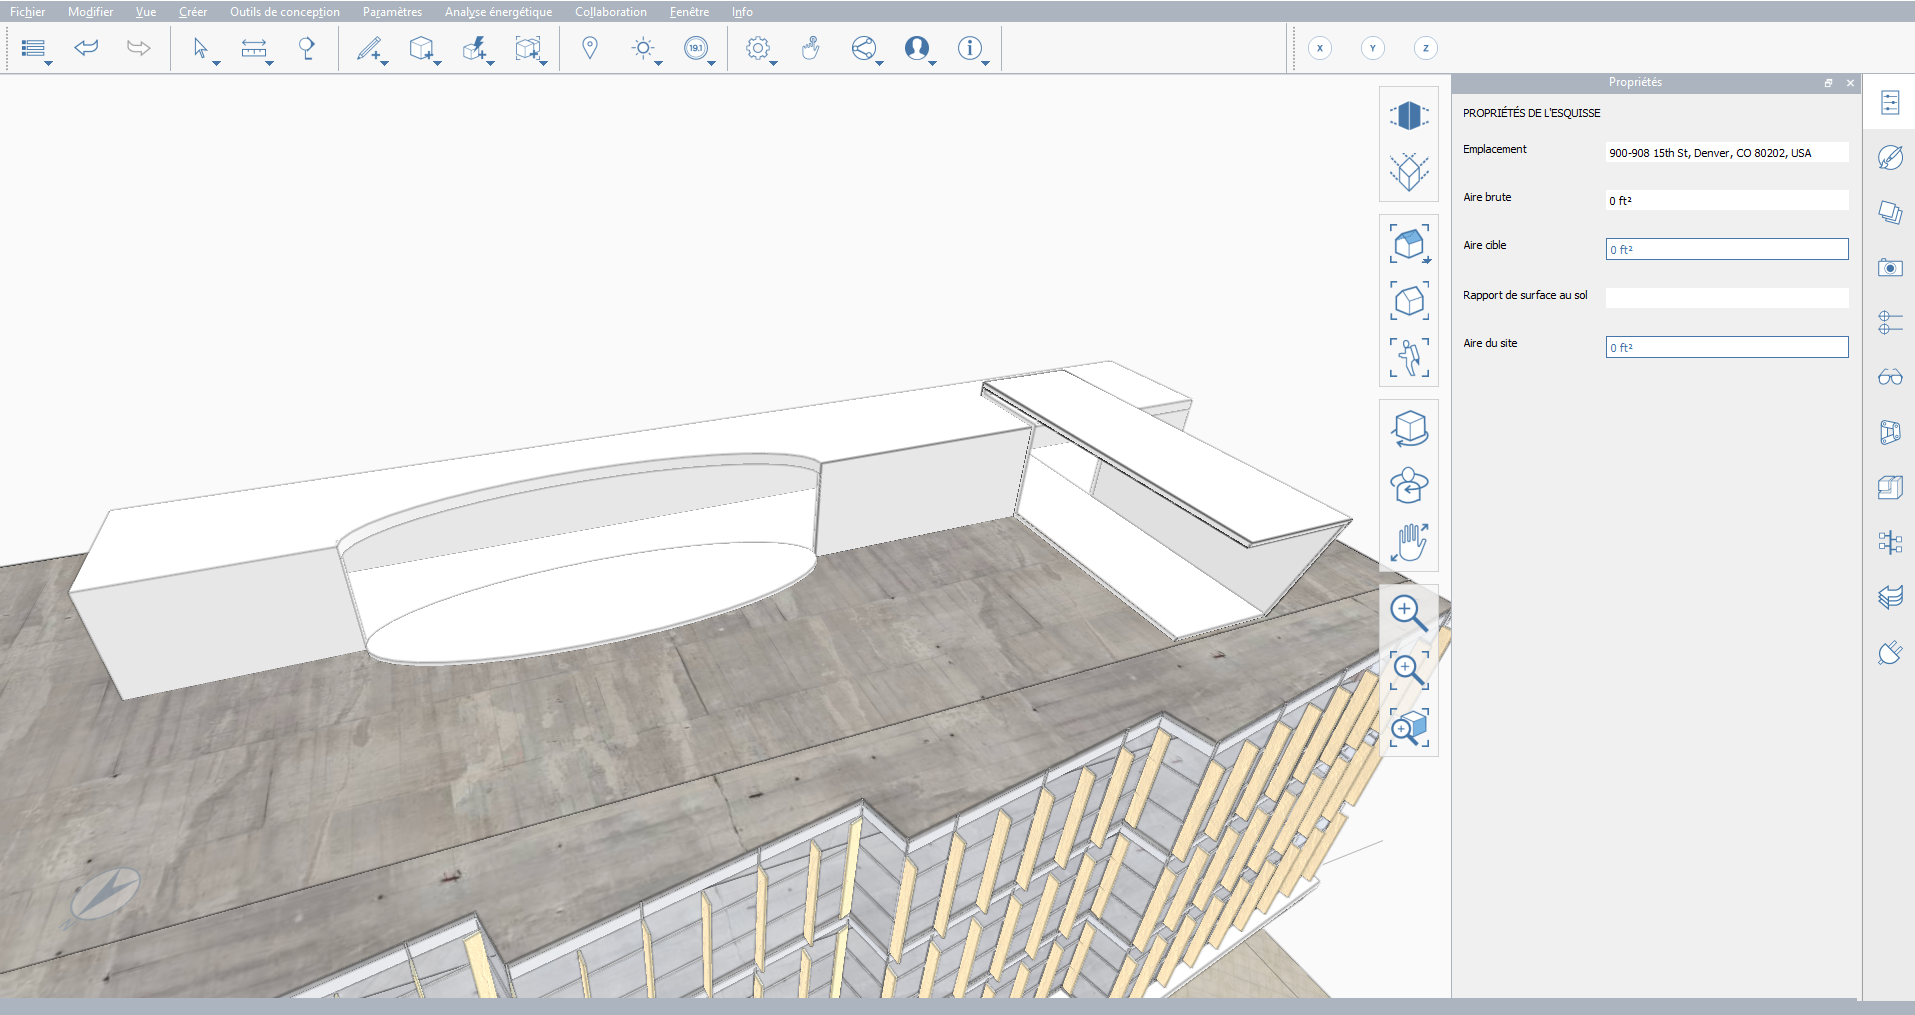 Fichier Modifier Vue Créer Outils de conception Paramètres Analyse énergétique Collaboration Fenêtre Info
19.1
X Y Z
Propriétés
PROPRIÉTÉS DE L'ESQUISSE
Emplacement 900-908 15th St, Denver, CO 80202, USA
Aire brute 0 ft²
Aire cible 0 ft²
Rapport de surface au sol
Aire du site 0 ft²